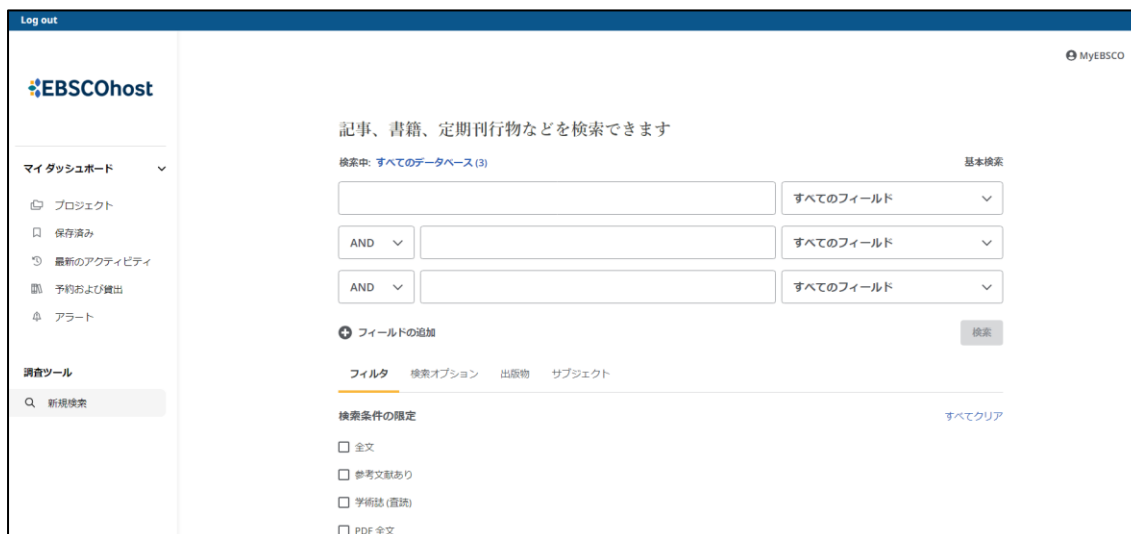 Log out
MyEBSCO
EBSCOhost
記事、書籍、定期刊行物などを検索できます
マイ ダッシュボード
検索中: すべてのデータベース (3)
基本検索
すべてのフィールド
プロジェクト
保存済み
AND
すべてのフィールド
最新のアクティビティ
予約および貸出
AND
すべてのフィールド
アラート
フィールドの追加
検索
調査ツール
フィルタ 検索オプション 出版物 サブジェクト
新規検索
検索条件の限定
すべてクリア
全文
参考文献あり
学術誌 (査読)
PDF 全文